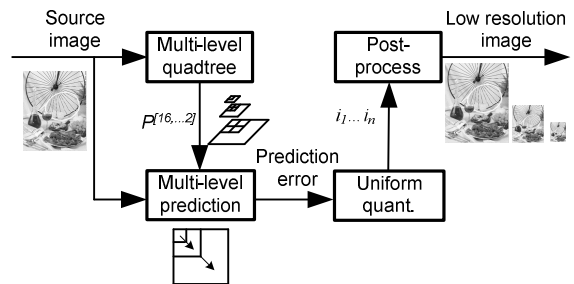 Source
image
Multi-level
quadtree
Post-
process
Low resolution
image
P[16,...2]
i1... in
Multi-level
prediction
Prediction
error
Uniform
quant.